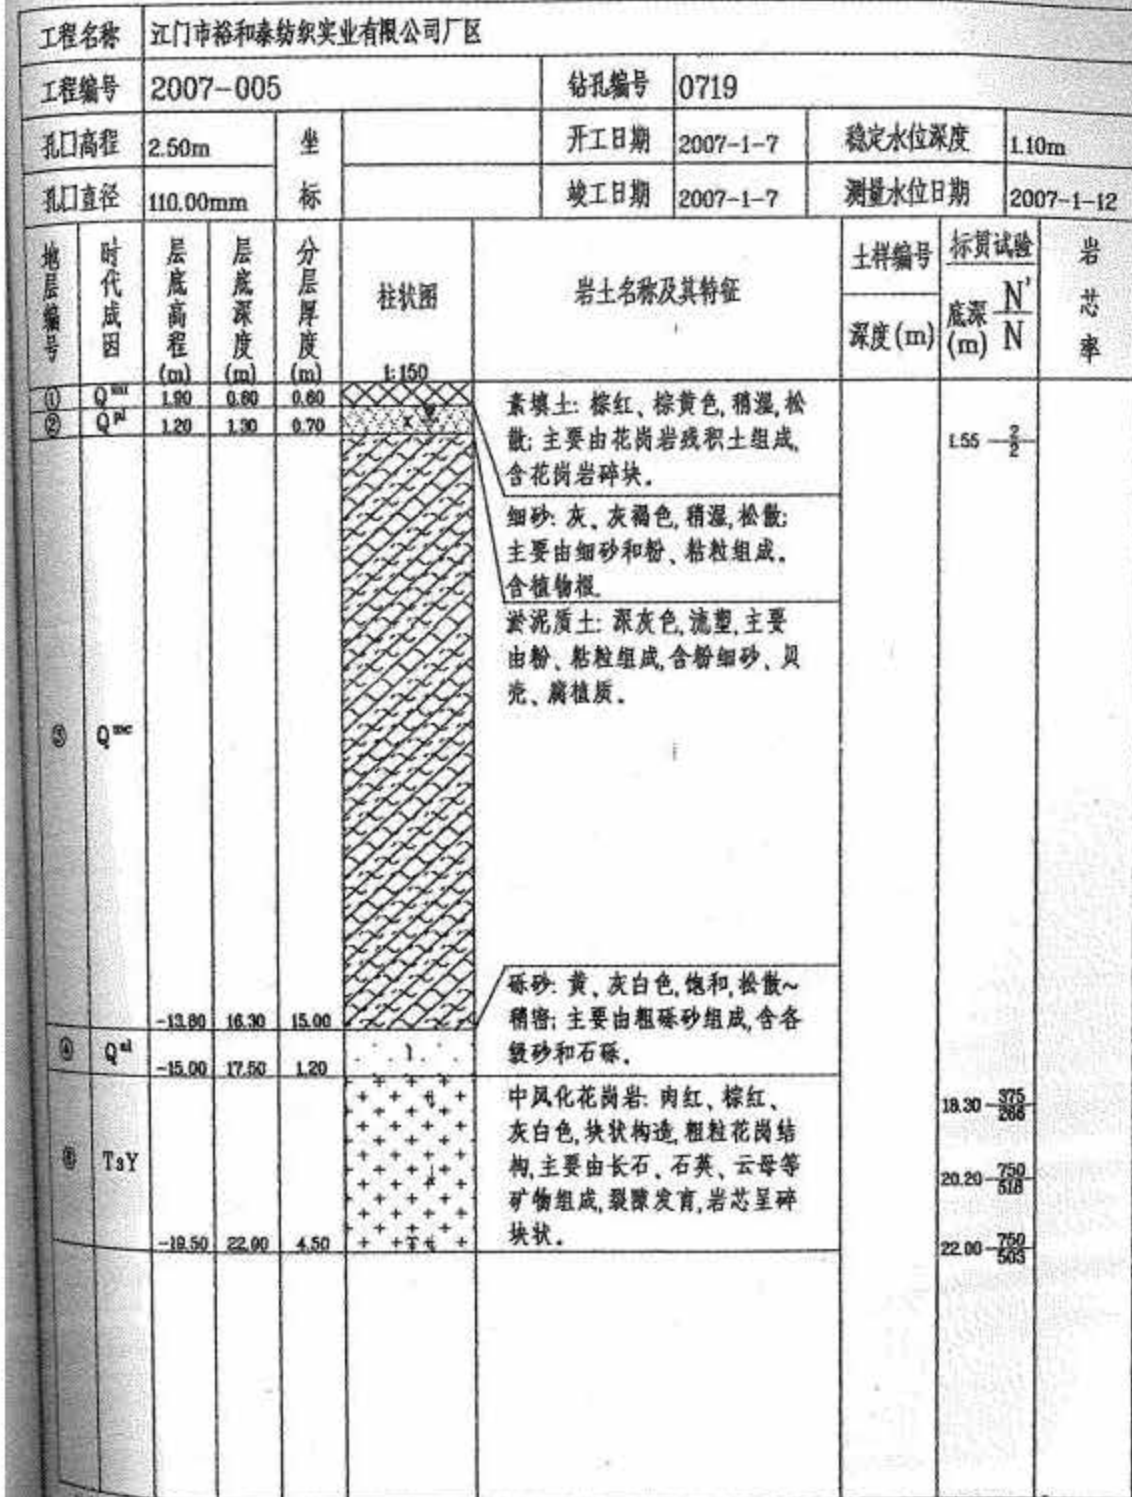 工程名称 江门市裕和泰纺织实业有限公司厂区
工程编号 2007-005 钻孔编号 0719
孔口高程 2.50m 坐标 开工日期 2007-1-7 稳定水位深度 1.10m
孔口直径 110.00mm 竣工日期 2007-1-7 测量水位日期 2007-1-12
地层编号 时代成因 层底高程(m) 层底深度(m) 分层厚度(m) 柱状图 1:150 岩土名称及其特征 土样编号 深度(m) 标贯试验 底深(m) N' N 岩芯率
① 1.90 0.60 0.60
素填土: 棕红、棕黄色, 稍湿, 松
散; 主要由花岗岩残积土组成,
含花岗岩碎块。
② 1.20 1.30 0.70
1.55 2/2
细砂: 灰、灰褐色, 稍湿, 松散;
主要由细砂和粉、粘粒组成。
含植物根。
淤泥质土: 深灰色, 流塑, 主要
由粉、粘粒组成, 含粉细砂、贝
壳、腐植质。
③ Qmc -13.80 16.30 15.00
砾砂: 黄、灰白色, 饱和, 松散~
稍密; 主要由粗砾砂组成, 含各
级砂和石砾。
④ Qal -15.00 17.50 1.20
中风化花岗岩: 肉红、棕红、
灰白色, 块状构造, 粗粒花岗结
构, 主要由长石、石英、云母等
矿物组成, 裂隙发育, 岩芯呈碎
块状。
T3Y -19.50 22.00 4.50
18.30 375/266
20.20 750/518
22.00 750/503